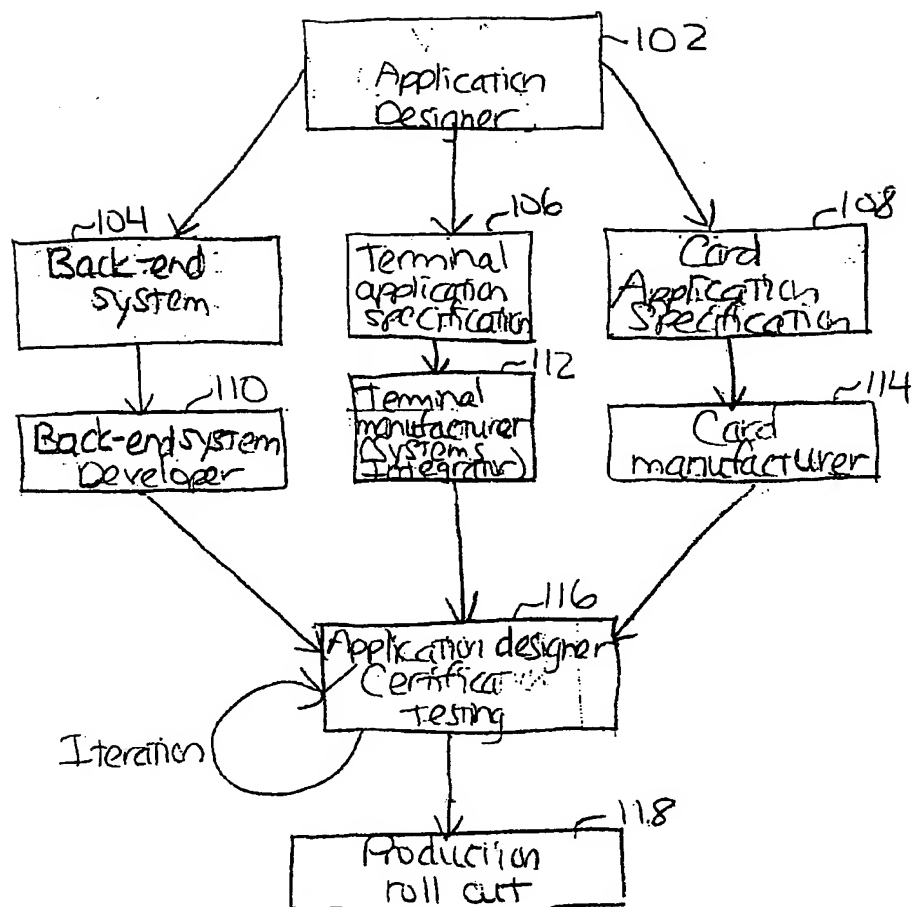 102
Application
Designer
104
106
108
Back-end
system
Terminal
application
specification
Card
Application
Specification
110
112
114
Back-end system
Developer
Terminal
manufacturer
(Systems
Integrator)
Card
manufacturer
116
Application designer
testing
Iteration
118
Production
roll out